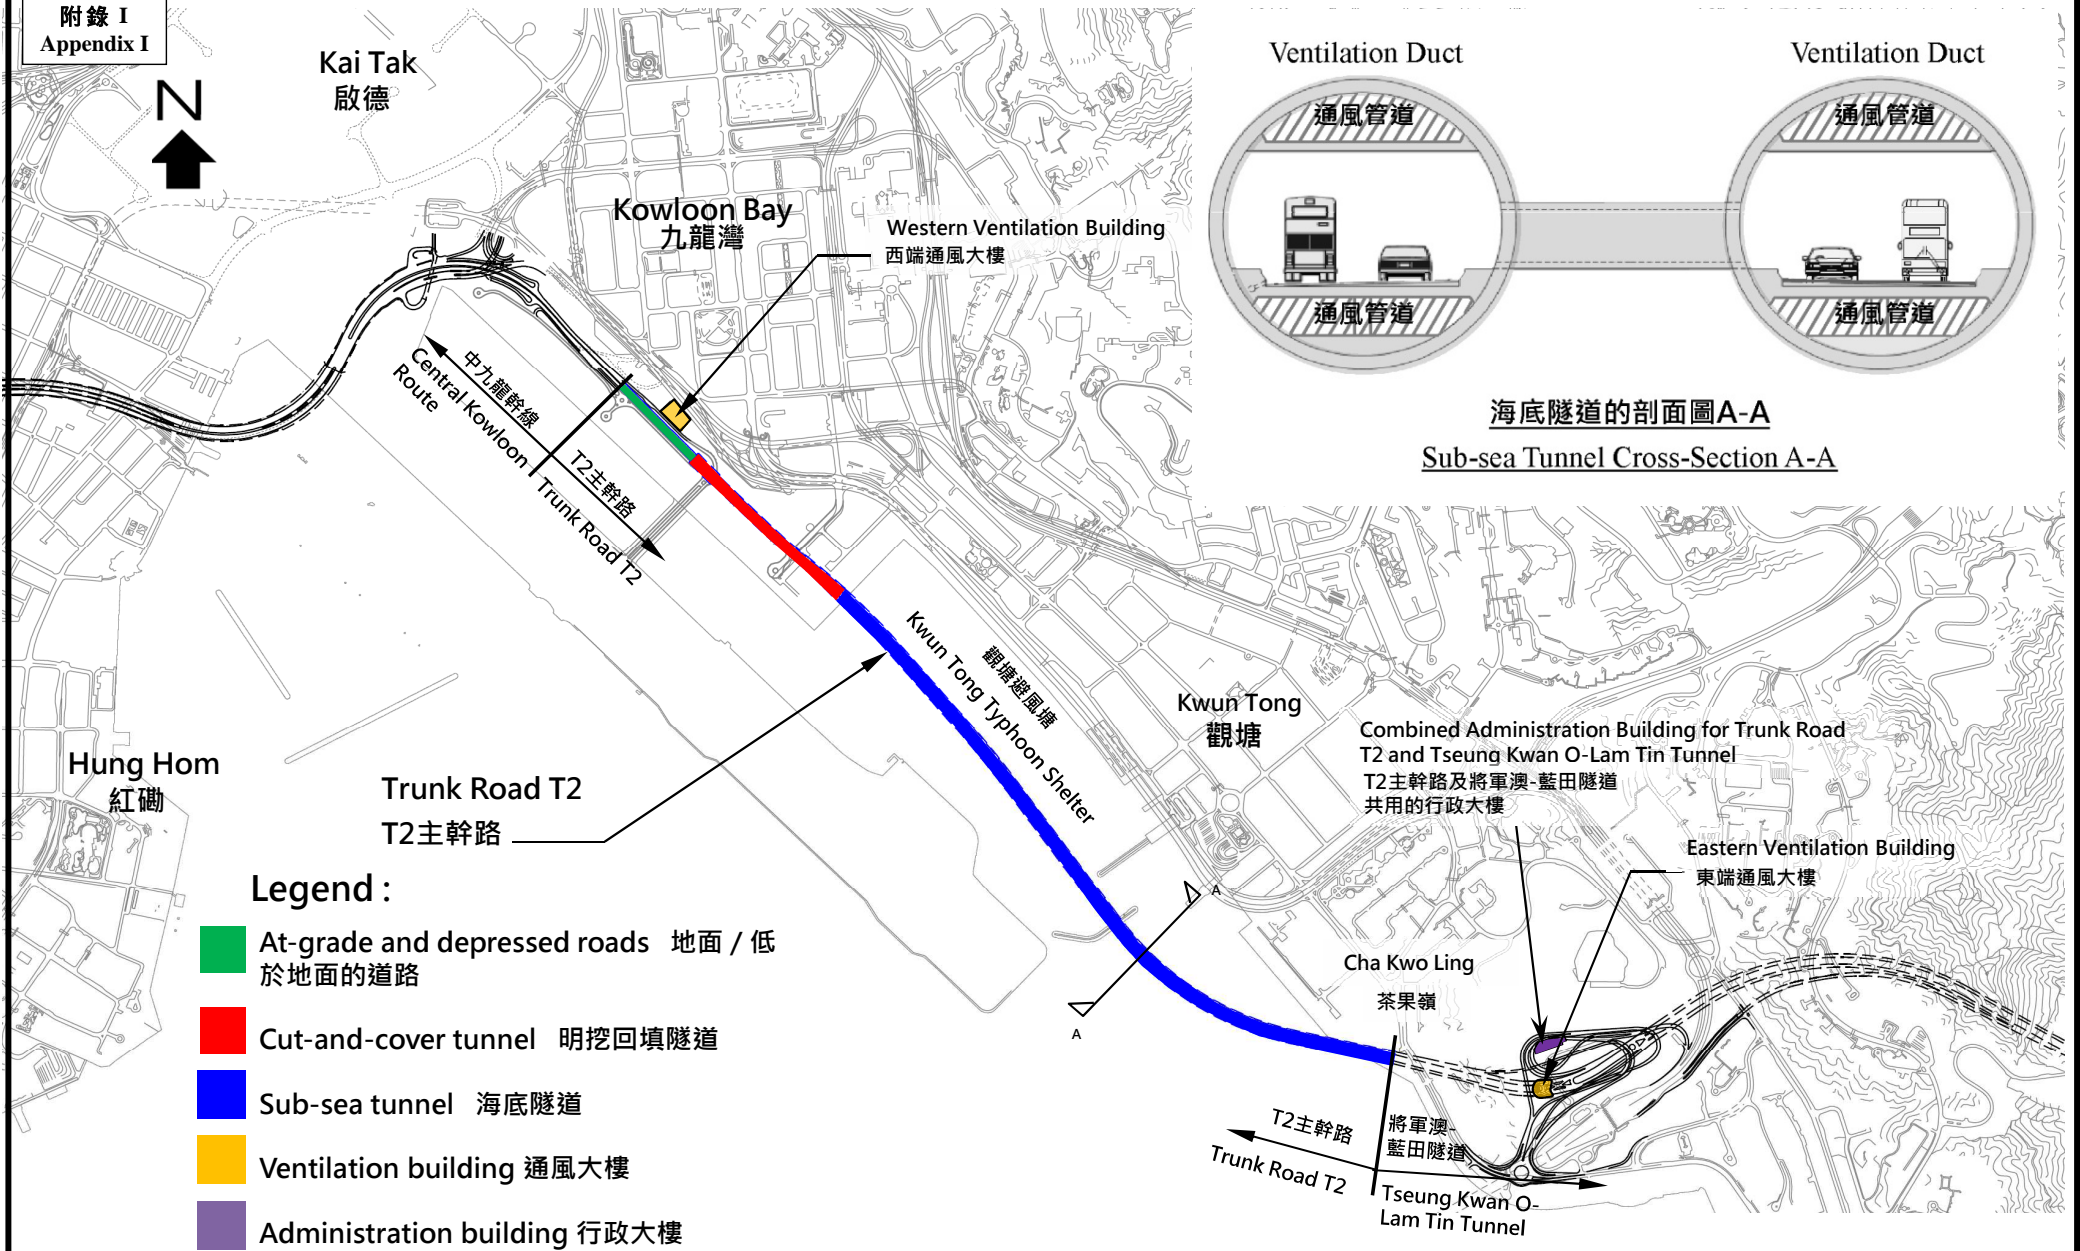 附錄 I
Appendix I
N
Kai Tak
啟德
Kowloon Bay
九龍灣
Western Ventilation Building
西端通風大樓
Ventilation Duct
Ventilation Duct
通風管道
通風管道
通風管道
通風管道
海底隧道的剖面圖A-A
Sub-sea Tunnel Cross-Section A-A
中九龍幹線
Central Kowloon
Route
T2主幹路
Trunk Road T2
觀塘避風塘
Kwun Tong Typhoon Shelter
Kwun Tong
觀塘
Hung Hom
紅磡
Trunk Road T2
T2主幹路
Combined Administration Building for Trunk Road
T2 and Tseung Kwan O-Lam Tin Tunnel
T2主幹路及將軍澳-藍田隧道
共用的行政大樓
Eastern Ventilation Building
東端通風大樓
A
A
Cha Kwo Ling
茶果嶺
T2主幹路
Trunk Road T2
將軍澳-
藍田隧道
Tseung Kwan O-
Lam Tin Tunnel
Legend :
At-grade and depressed roads 地面 / 低
於地面的道路
Cut-and-cover tunnel 明挖回填隧道
Sub-sea tunnel 海底隧道
Ventilation building 通風大樓
Administration building 行政大樓